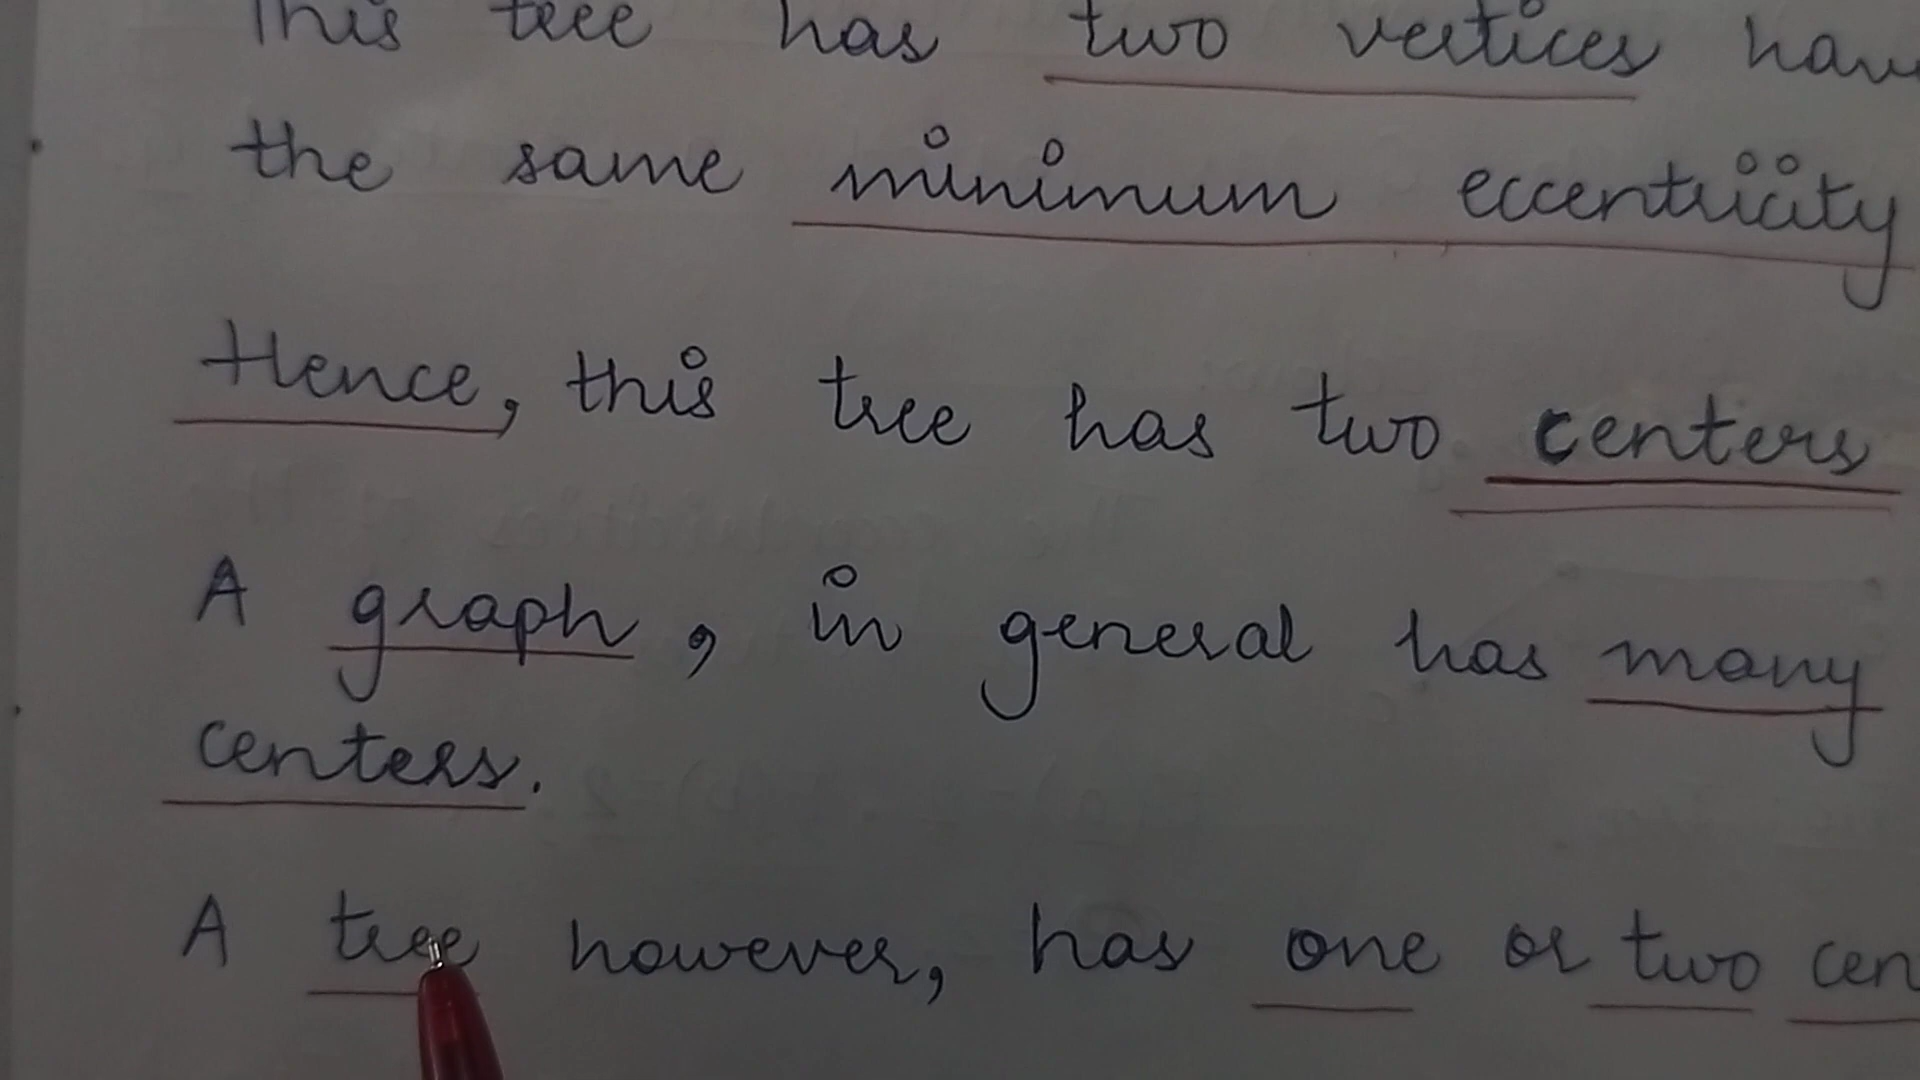 This tree has two vertices hav
the same minimum eccentricity
Hence, this tree has two centers
A graph, in general has many
centers.
A tree however, has one or two cen